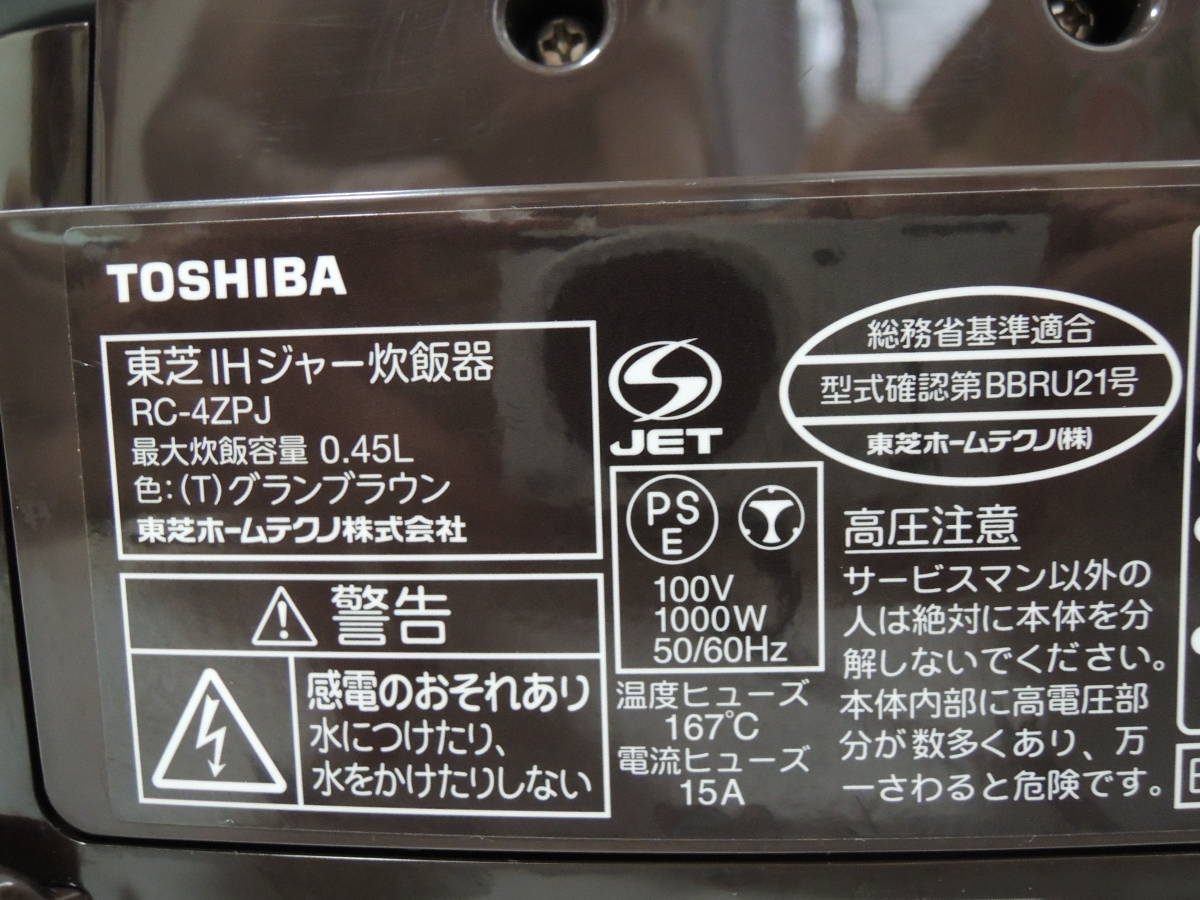 TOSHIBA
東芝IHジャー炊飯器
RC-4ZPJ
最大炊飯容量 0.45L
色:(T)グランブラウン
東芝ホームテクノ株式会社
警告
感電のおそれあり
水につけたり、
水をかけたりしない
JET
PS
E
100V
1000W
50/60Hz
温度ヒューズ
167℃
電流ヒューズ
15A
総務省基準適合
型式確認第BBRU21号
東芝ホームテクノ(株)
高圧注意
サービスマン以外の
人は絶対に本体を分
解しないでください。
本体内部に高電圧部
分が数多くあり、万
一さわると危険です。